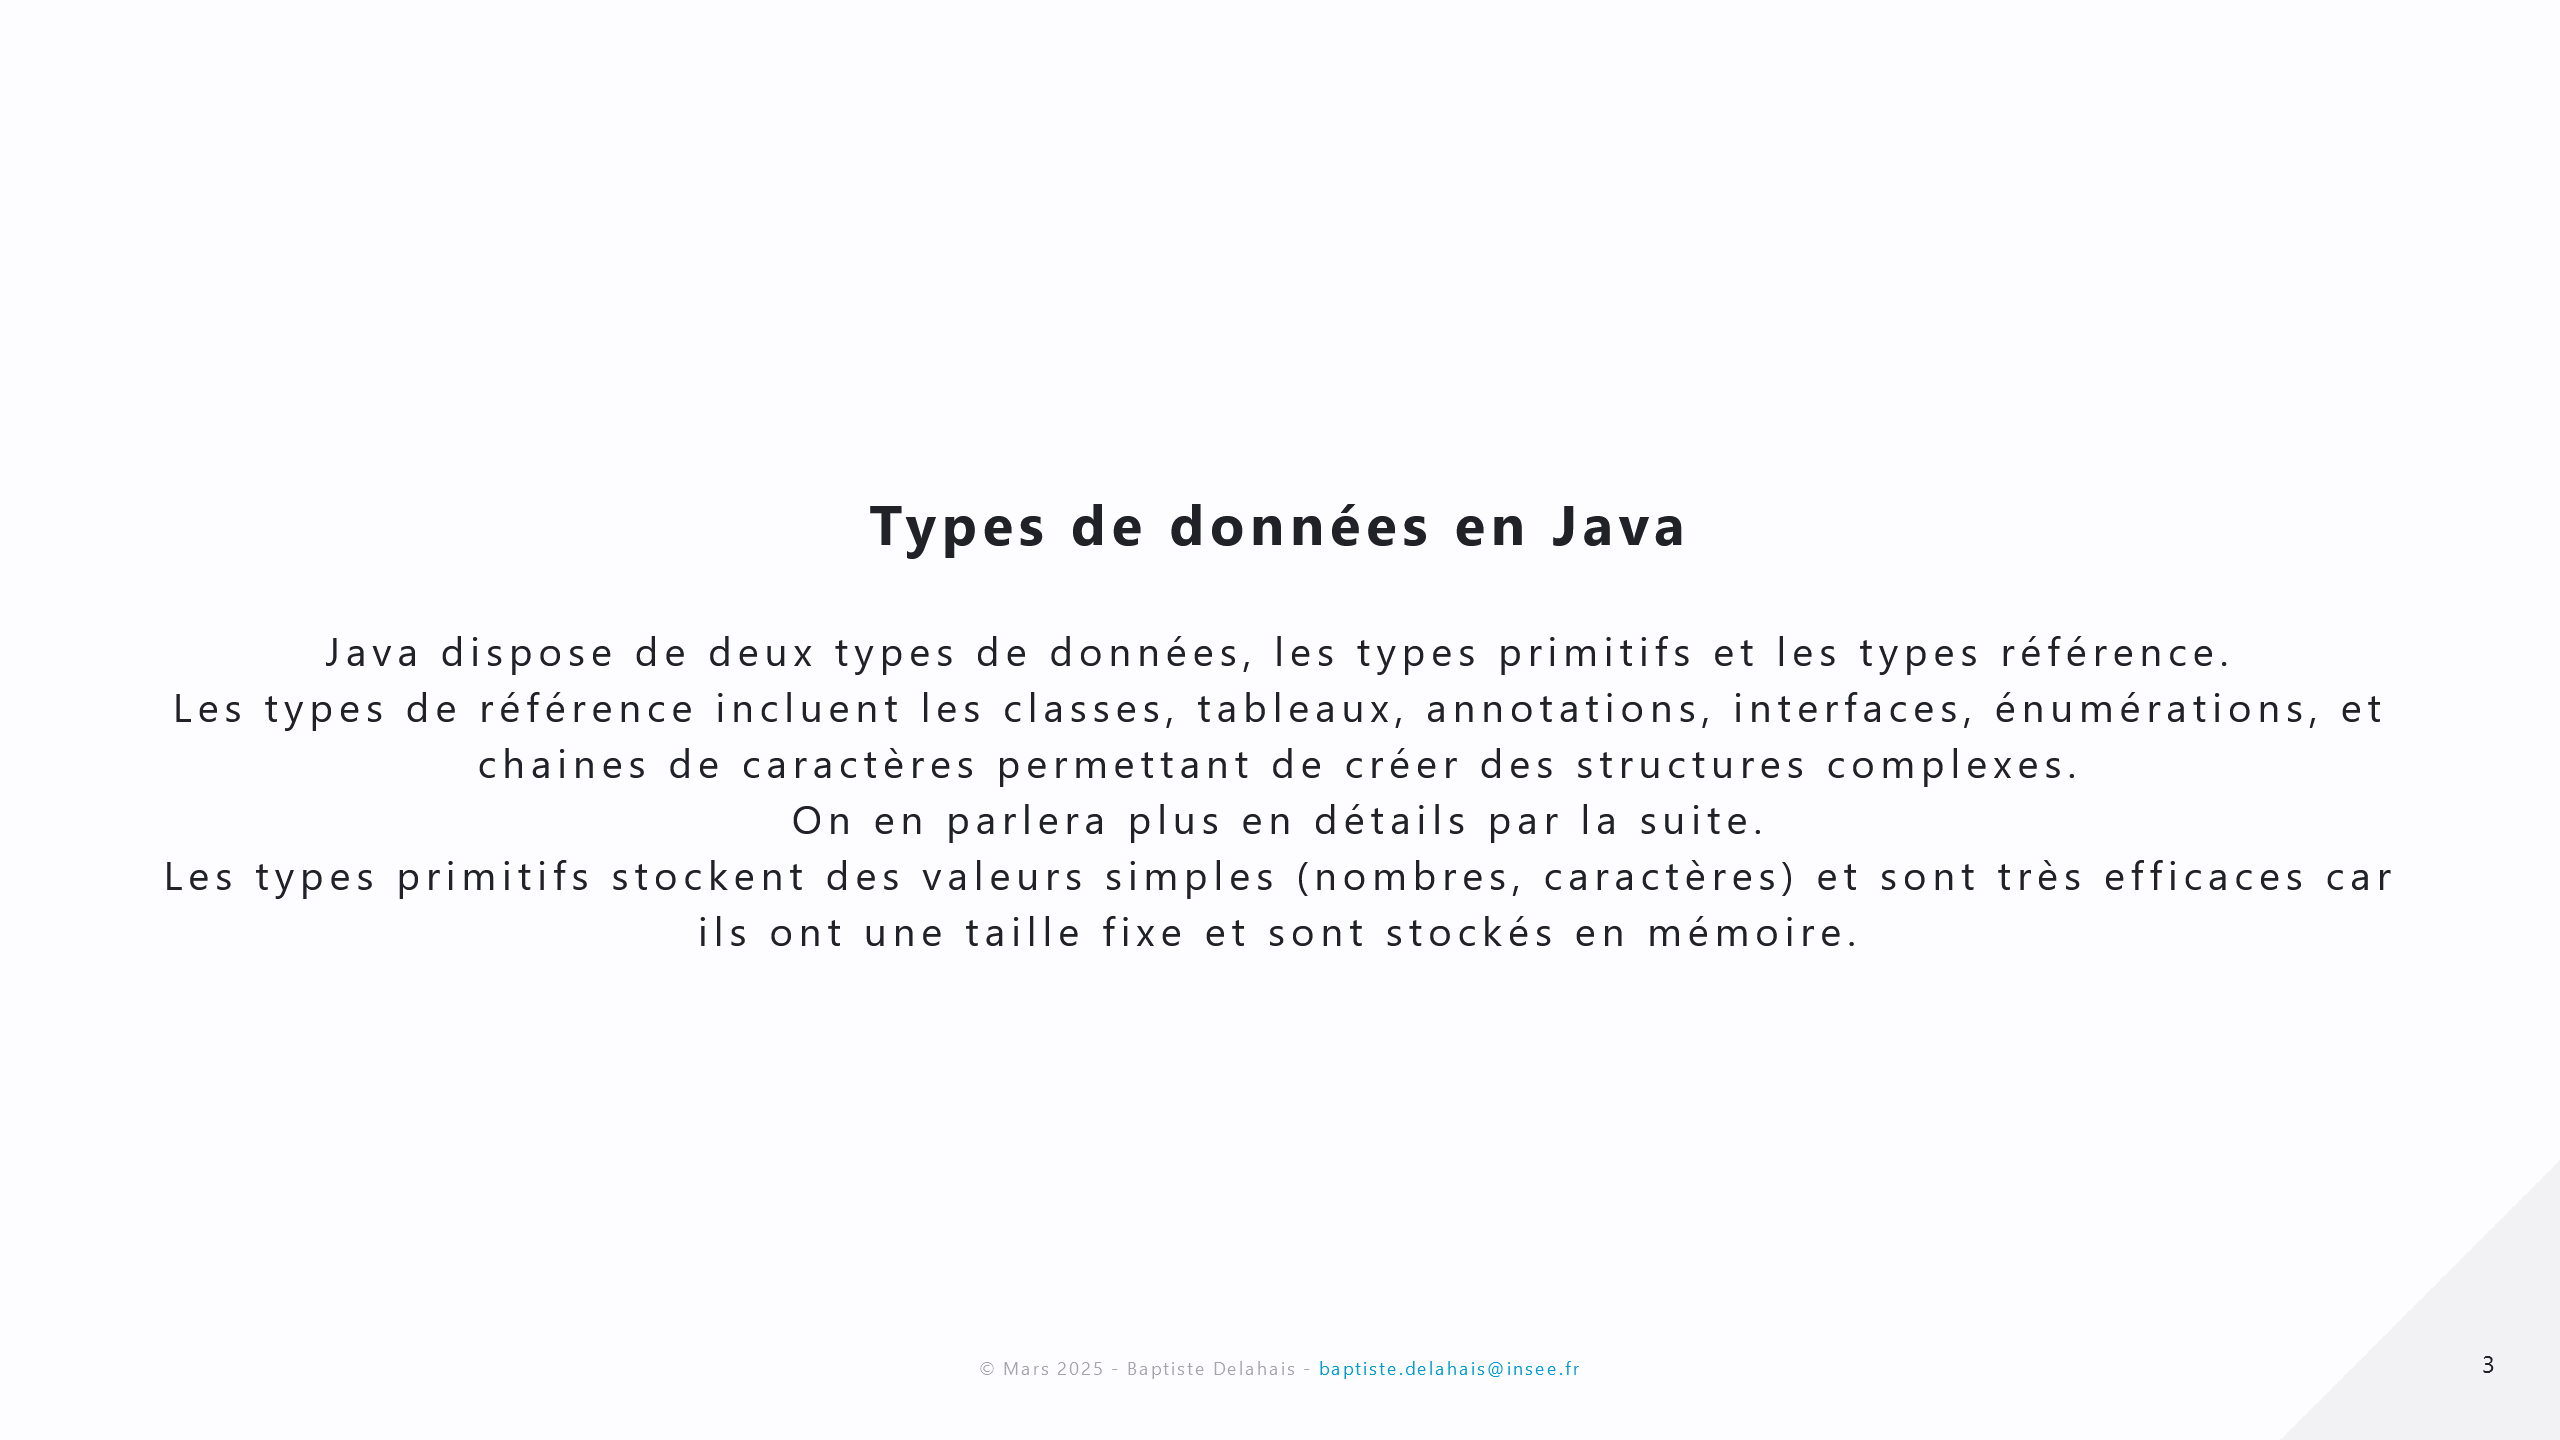 Types de données en Java
Java dispose de deux types de données, les types primitifs et les types référence.
Les types de référence incluent les classes, tableaux, annotations, interfaces, énumérations, et
chaines de caractères permettant de créer des structures complexes.
On en parlera plus en détails par la suite.
Les types primitifs stockent des valeurs simples (nombres, caractères) et sont très efficaces car
ils ont une taille fixe et sont stockés en mémoire.
© Mars 2025 - Baptiste Delahais - baptiste.delahais@insee.fr
3